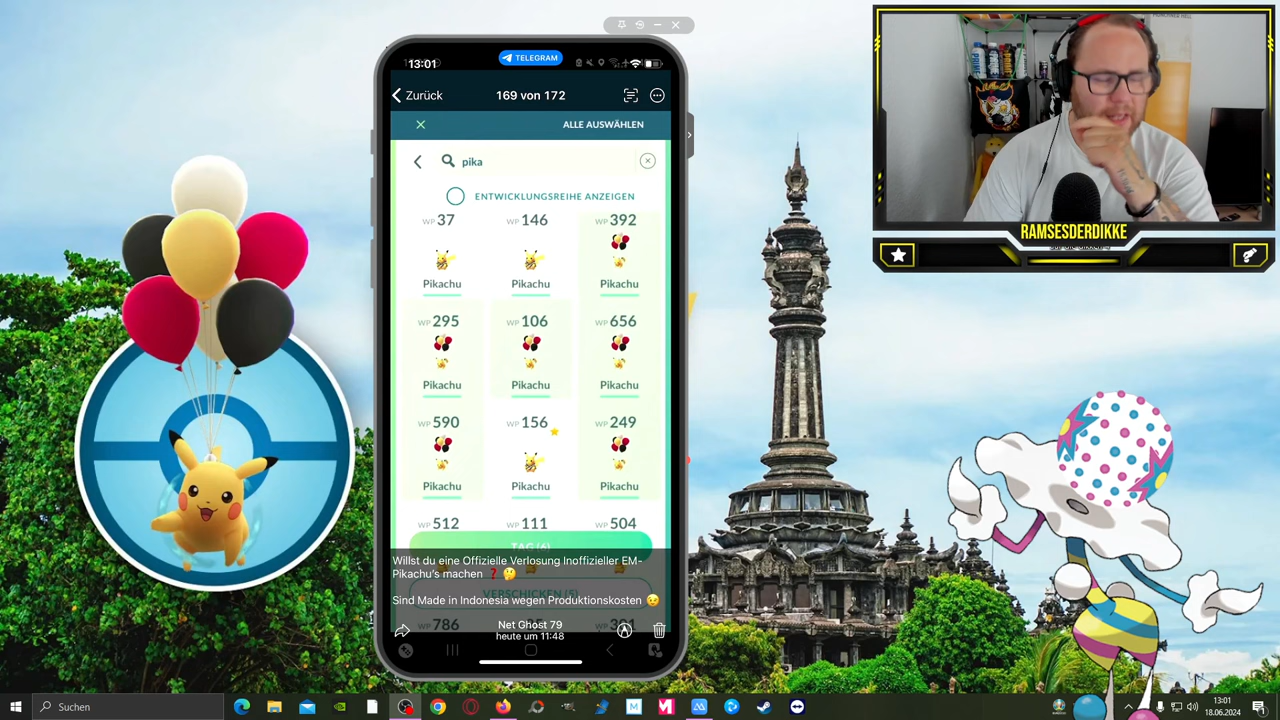 13:01
TELEGRAM
Zurück
169 von 172
ALLE AUSWÄHLEN
pika
ENTWICKLUNGSREIHE ANZEIGEN
WP 37 WP 146 WP 392
Pikachu Pikachu Pikachu
WP 295 WP 106 WP 656
Pikachu Pikachu Pikachu
WP 590 WP 156 WP 249
Pikachu Pikachu Pikachu
WP 512 WP 111 WP 504
TAG (6)
Willst du eine Offizielle Verlosung Inoffizieller EM-
Pikachu's machen ❓ 🤔
VERSCHICKEN
Sind Made in Indonesia wegen Produktionskosten 😉
WP 786
Net Ghost 79
heute um 11:48
RAMSESDERDIKKE
Suchen
13:01
18.06.2024